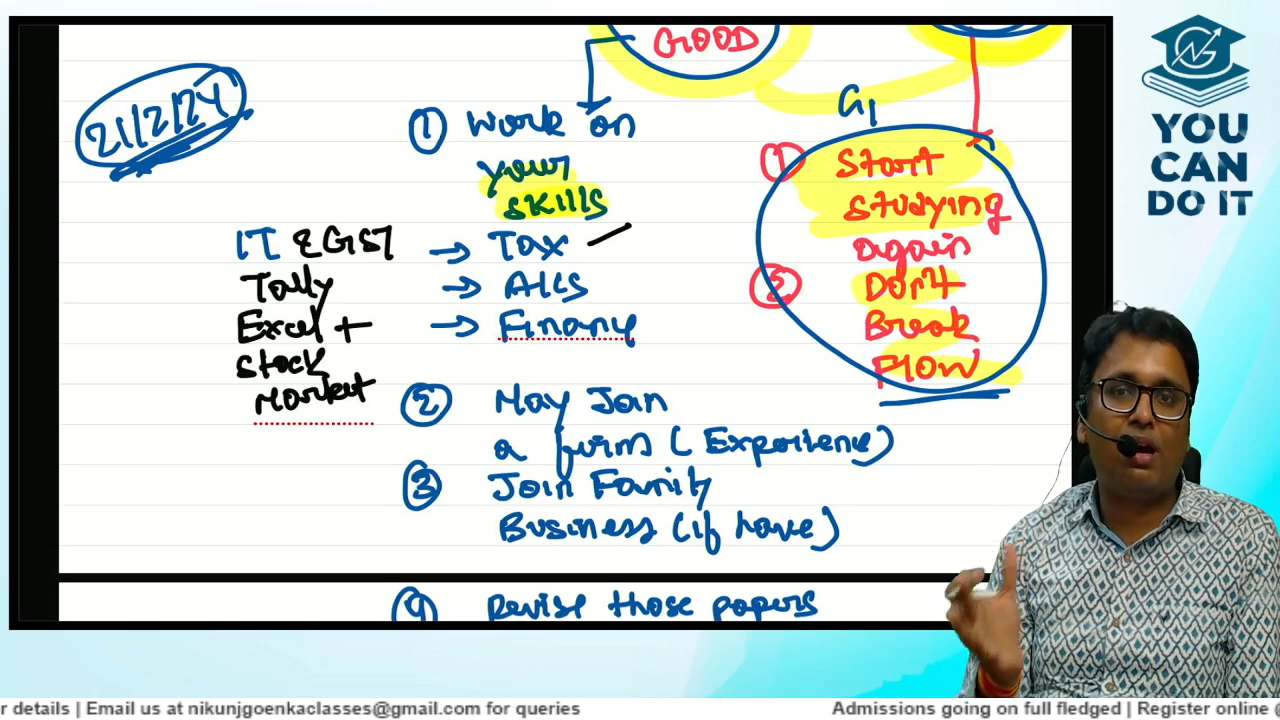 GOOD
21/2/24
G1
① Work on
your
skills
IT & GST → Tax
Tally → A/cs
Excel + → Finany
Stock
Market
② May Join
a firm (Experience)
③ Join Family
Business (if have)
④ Revise those papers
① Start
studying
again
② Don't
Break
Flow
NG
YOU
CAN
DO IT
r details | Email us at nikunjgoenkaclasses@gmail.com for queries
Admissions going on full fledged | Register online @